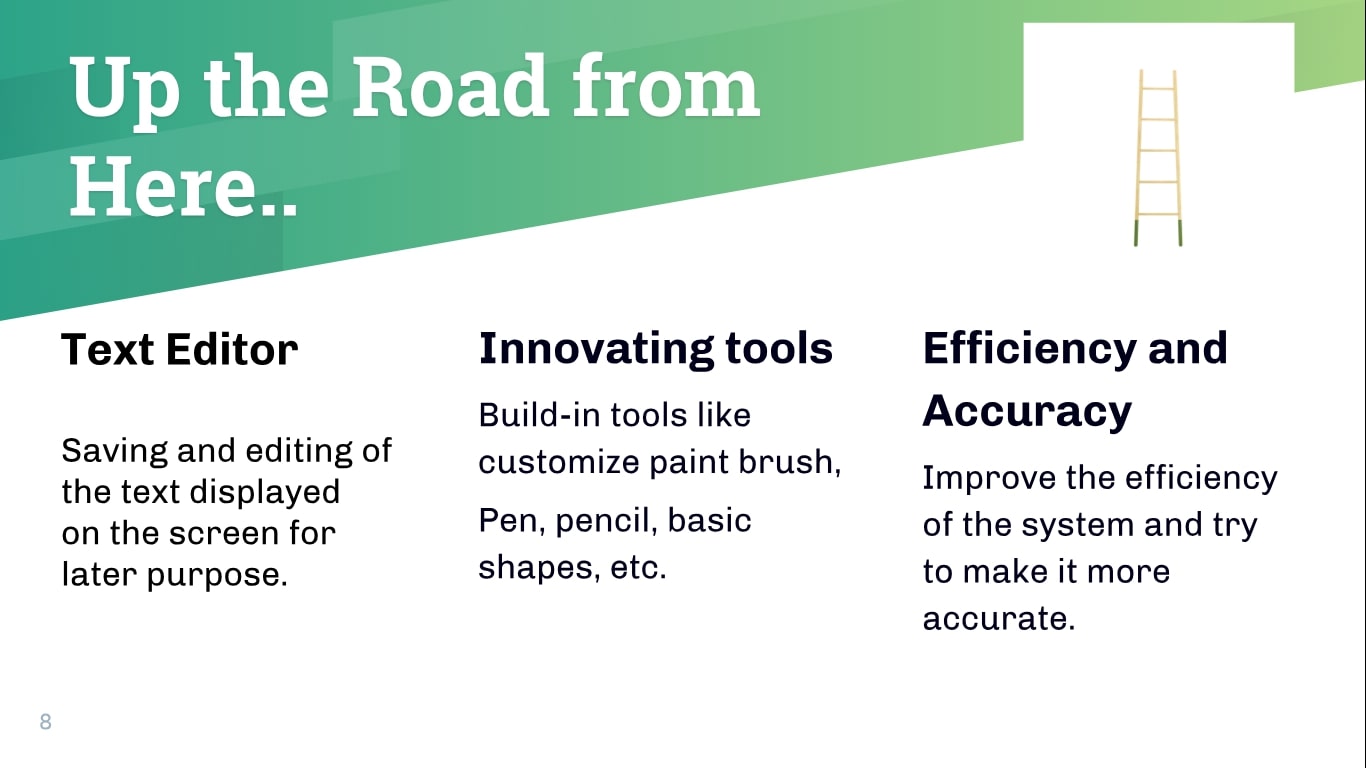 Up the Road from
Here..
Text Editor
Saving and editing of
the text displayed
on the screen for
later purpose.
Innovating tools
Build-in tools like
customize paint brush,
Pen, pencil, basic
shapes, etc.
Efficiency and
Accuracy
Improve the efficiency
of the system and try
to make it more
accurate.
8